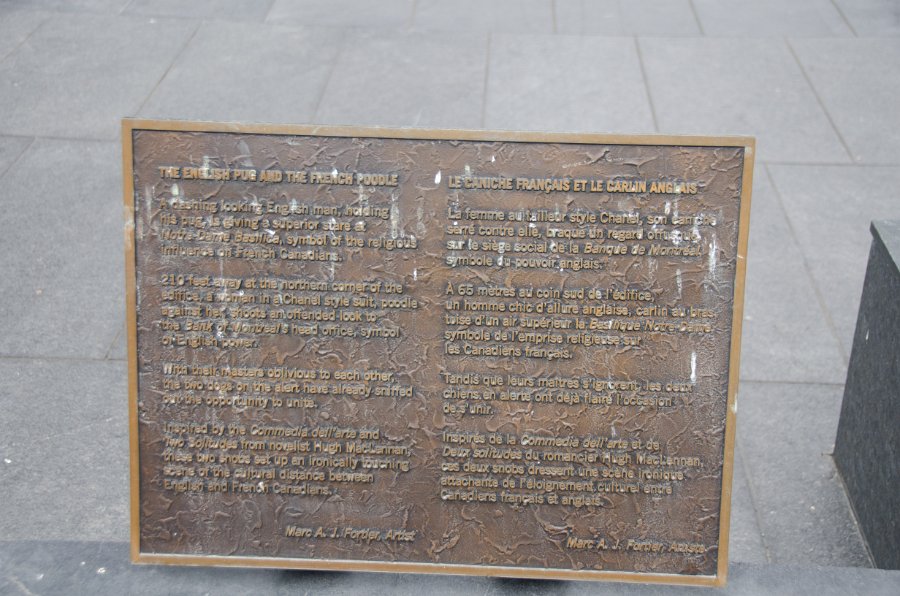 THE ENGLISH PUG AND THE FRENCH POODLE
A dashing looking English man, holding
his pug, is giving a superior stare at
Notre-Dame Basilica, symbol of the religious
influence on French Canadians.
210 feet away at the northern corner of the
edifice, a woman in a Chanel style suit, poodle
against her, shoots an offended look to
the Bank of Montreal's head office, symbol
of English power.
With their masters oblivious to each other,
the two dogs on the alert have already sniffed
out the opportunity to unite.
Inspired by the Commedia dell'arte and
Two Solitudes from novelist Hugh MacLennan,
these two snobs set up an ironically touching
scene of the cultural distance between
English and French Canadians.
Marc A. J. Fortier, Artist
LE CANICHE FRANÇAIS ET LE CARLIN ANGLAIS
La femme au tailleur style Chanel, son caniche
serré contre elle, braque un regard offusqué
sur le siège social de la Banque de Montréal,
symbole du pouvoir anglais.
À 65 mètres au coin sud de l'édifice,
un homme chic d'allure anglaise, carlin au bras
toise d'un air supérieur la Basilique Notre-Dame
symbole de l'emprise religieuse sur
les Canadiens français.
Tandis que leurs maîtres s'ignorent, les deux
chiens en alerte ont déjà flairé l'occasion
de s'unir.
Inspirés de la Commedia dell'arte et de
Deux solitudes du romancier Hugh MacLennan,
ces deux snobs dressent une scène ironique
attachante de l'éloignement culturel entre
Canadiens français et anglais.
Marc A. J. Fortier, Artiste